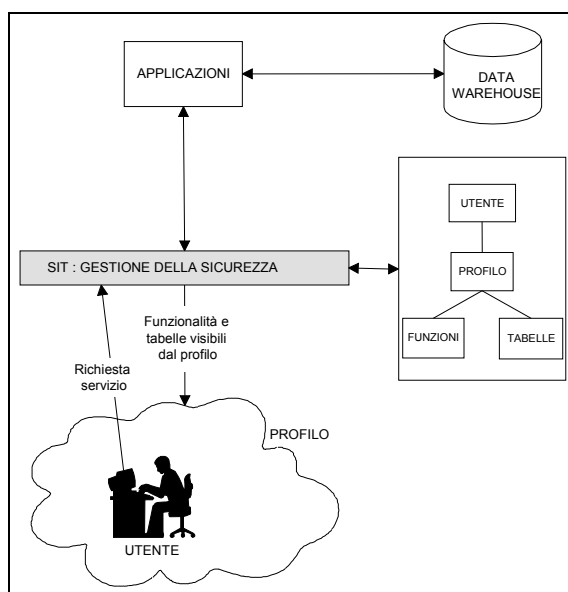 APPLICAZIONI
DATA
WAREHOUSE
UTENTE
PROFILO
FUNZIONI
TABELLE
SIT : GESTIONE DELLA SICUREZZA
Funzionalità e
tabelle visibili
dal profilo
Richiesta
servizio
PROFILO
UTENTE